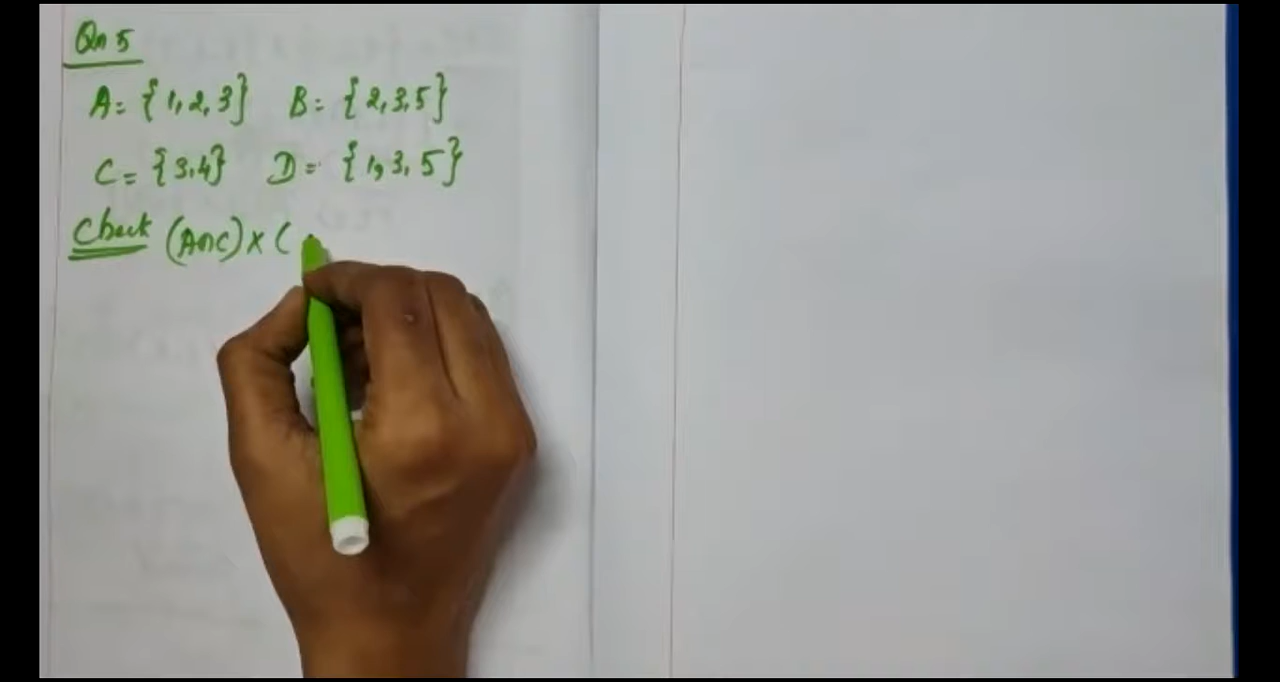 Qn 5
A = {1, 2, 3} B = {2, 3, 5}
C = {3, 4} D = {1, 3, 5}
Check (A∩C) × (